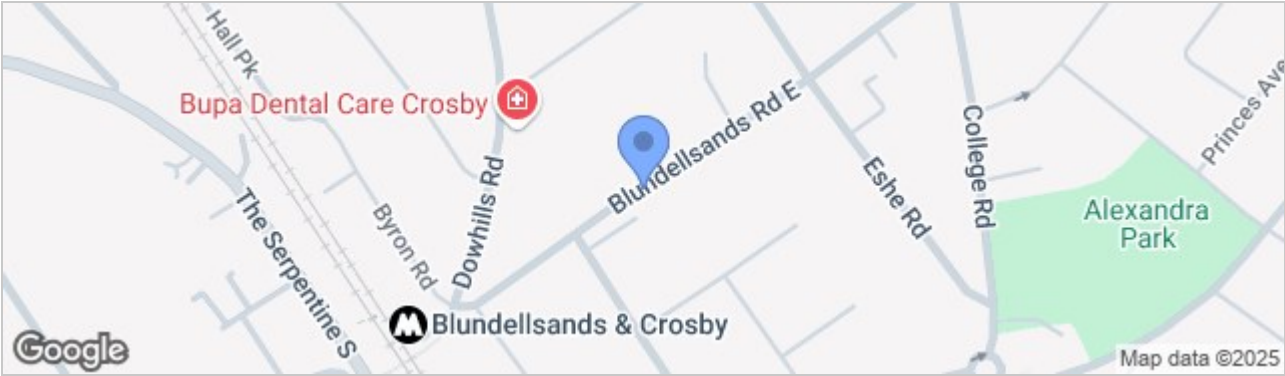 Hall Pk
Bupa Dental Care Crosby
Blundellsands Rd E
Princes Ave
College Rd
Eshe Rd
Dowhills Rd
Byron Rd
The Serpentine S
Alexandra
Park
Blundellsands & Crosby
Google
Map data ©2025